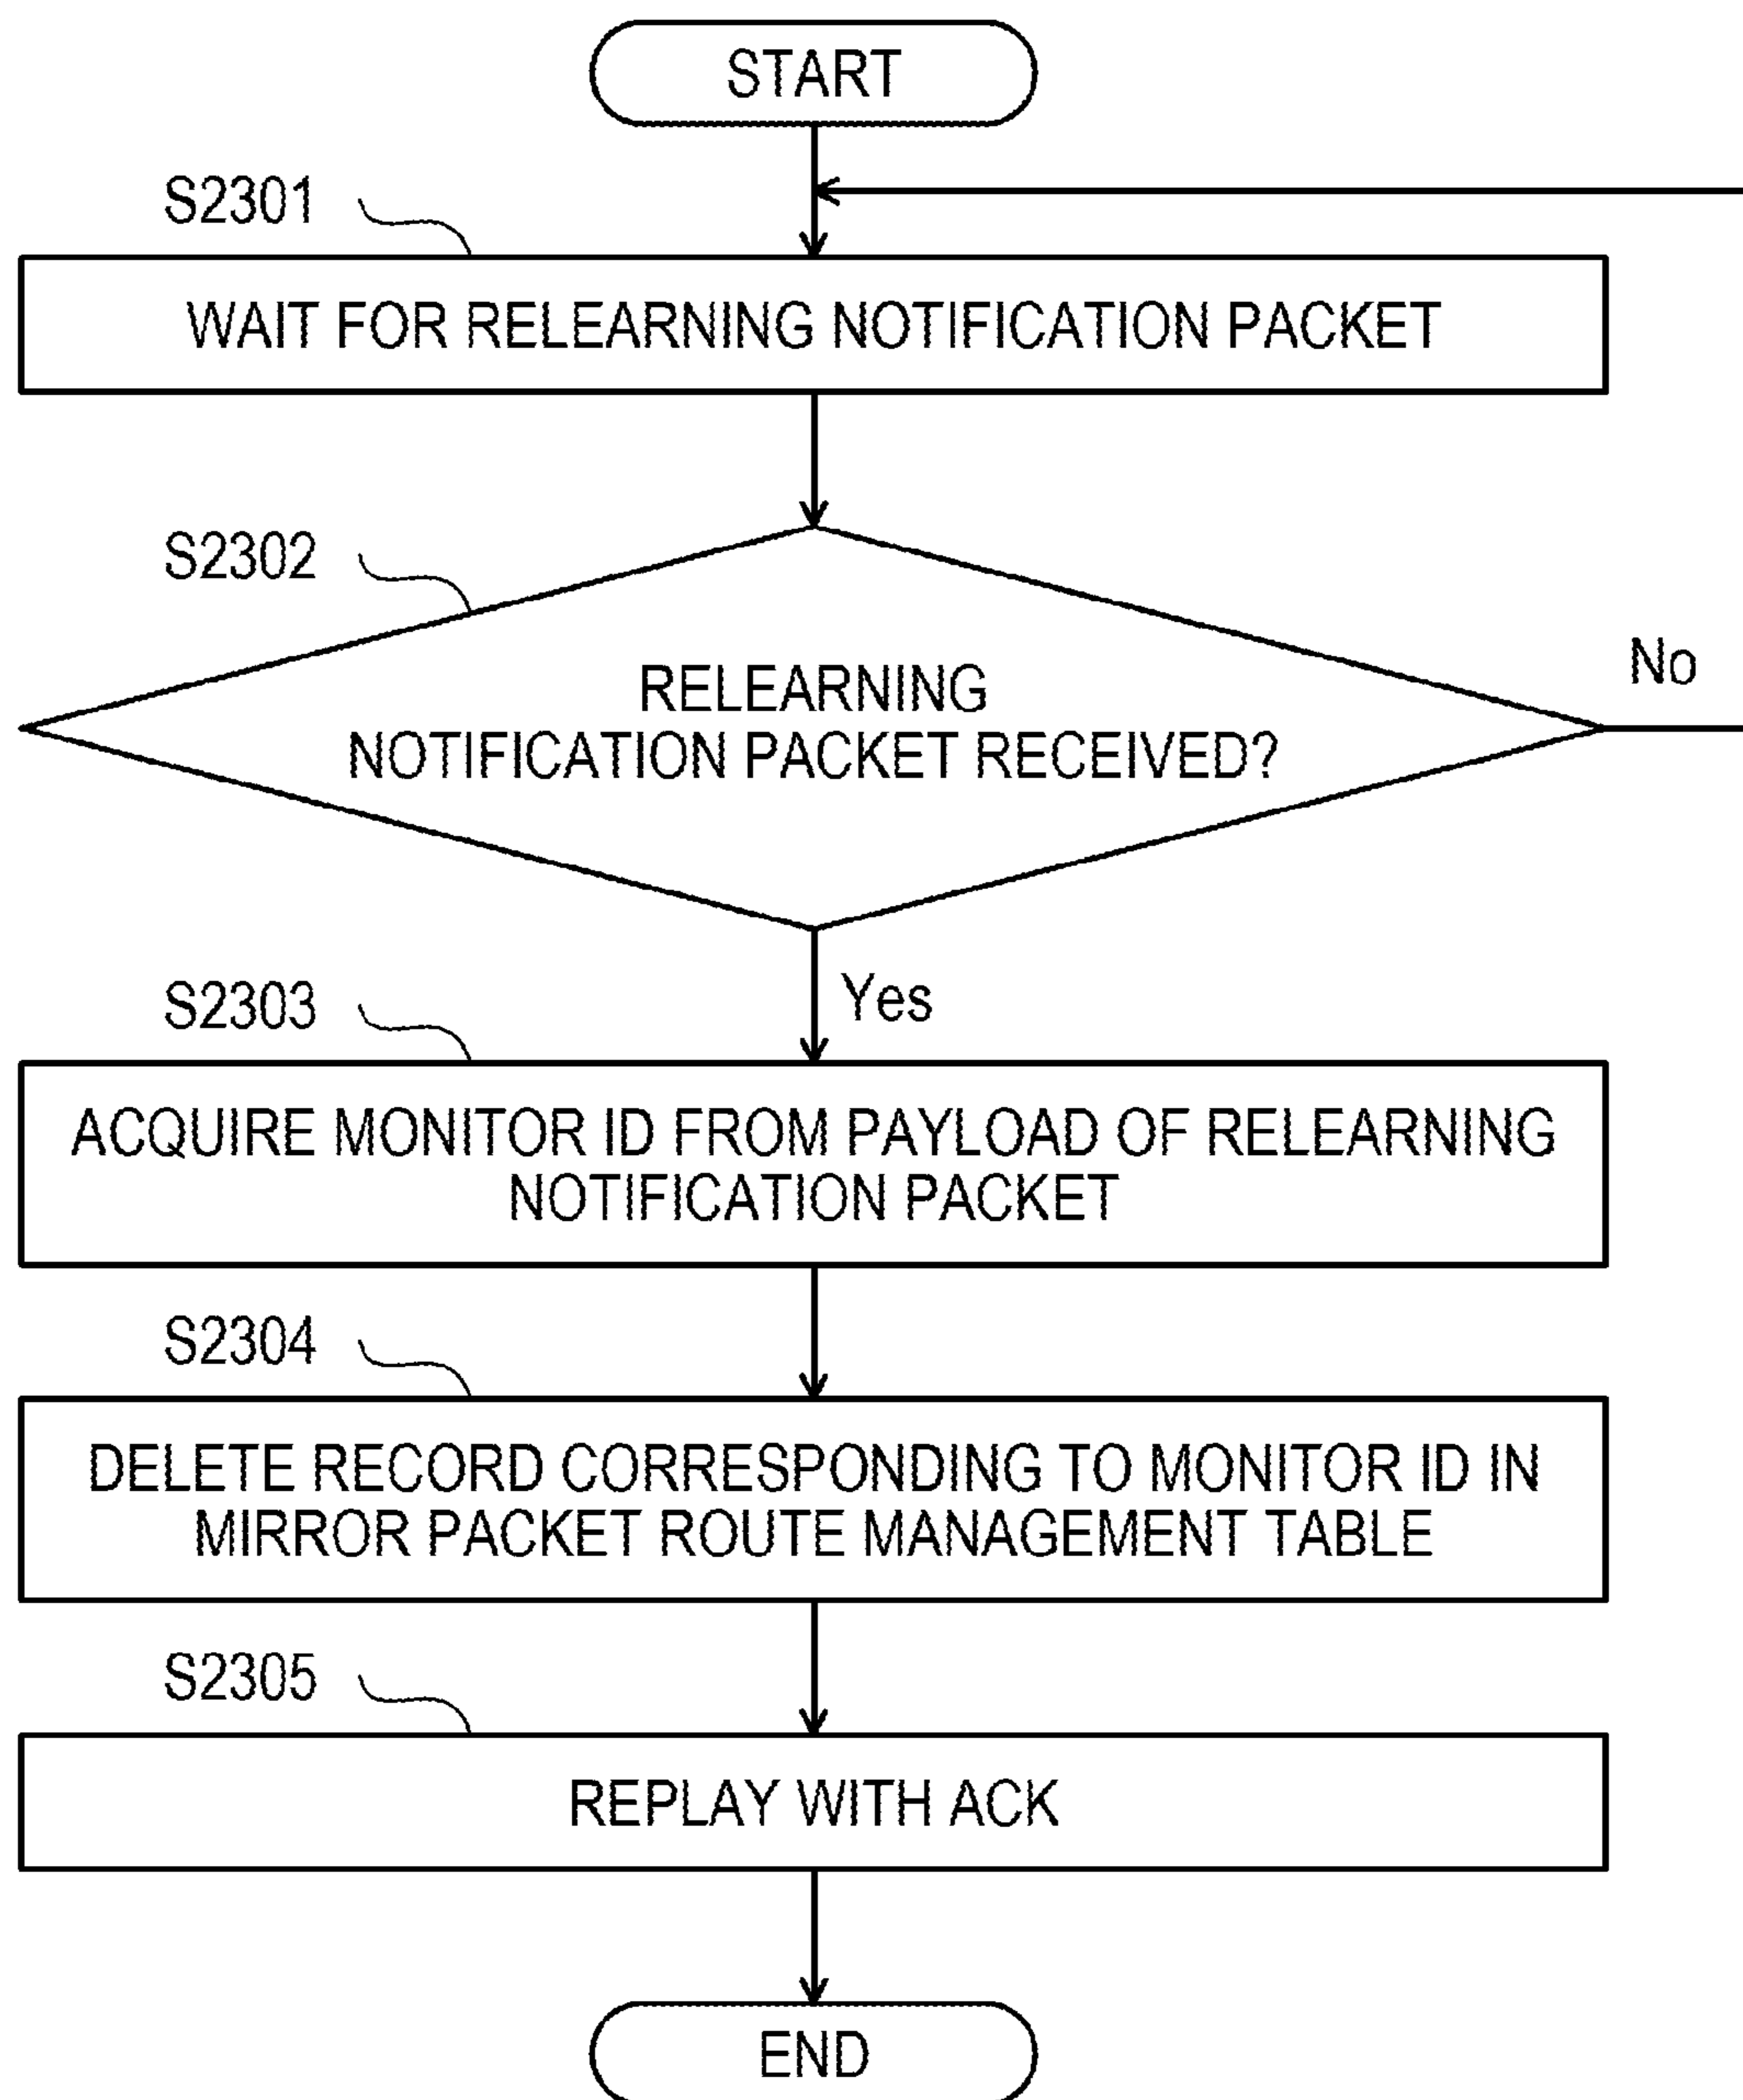 START
S2301
WAIT FOR RELEARNING NOTIFICATION PACKET
S2302
RELEARNING
NOTIFICATION PACKET RECEIVED?
No
Yes
S2303
ACQUIRE MONITOR ID FROM PAYLOAD OF RELEARNING
NOTIFICATION PACKET
S2304
DELETE RECORD CORRESPONDING TO MONITOR ID IN
MIRROR PACKET ROUTE MANAGEMENT TABLE
S2305
REPLAY WITH ACK
END